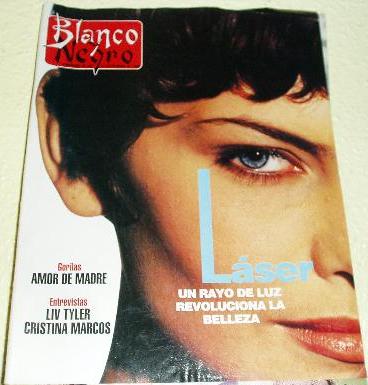 Blanco
Negro
Láser
UN RAYO DE LUZ
REVOLUCIONA LA
BELLEZA
Gorilas
AMOR DE MADRE
Entrevistas
LIV TYLER
CRISTINA MARCOS